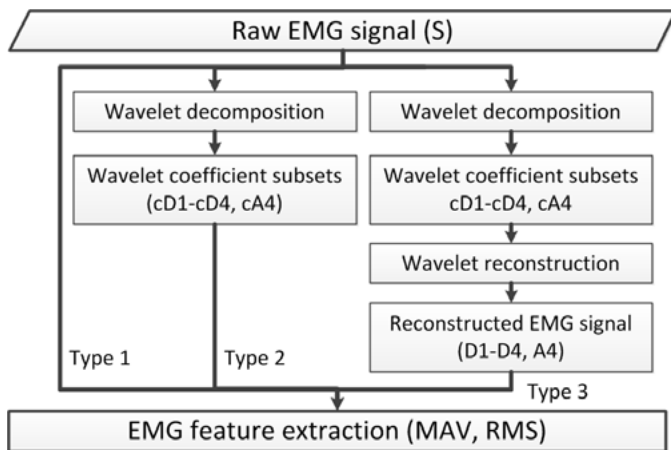 Raw EMG signal (S)
Wavelet decomposition
Wavelet coefficient subsets
(cD1-cD4, cA4)
Type 1
Type 2
Wavelet decomposition
Wavelet coefficient subsets
cD1-cD4, cA4
Wavelet reconstruction
Reconstructed EMG signal
(D1-D4, A4)
Type 3
EMG feature extraction (MAV, RMS)